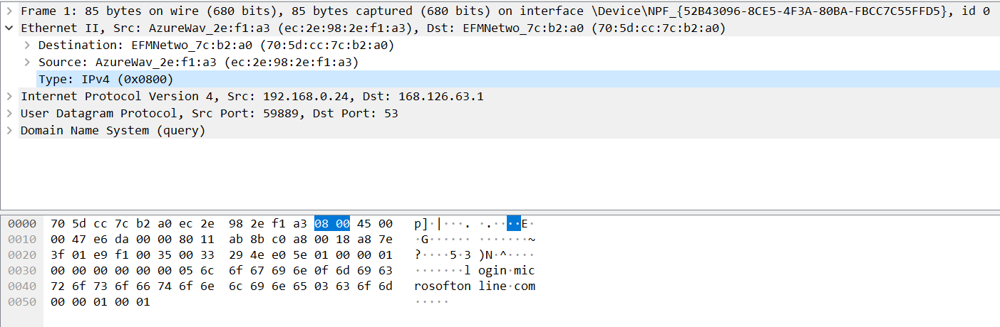 Frame 1: 85 bytes on wire (680 bits), 85 bytes captured (680 bits) on interface \Device\NPF_{52B43096-8CE5-4F3A-80BA-FBCC7C55FFD5}, id 0
Ethernet II, Src: AzureWav_2e:f1:a3 (ec:2e:98:2e:f1:a3), Dst: EFMNetwo_7c:b2:a0 (70:5d:cc:7c:b2:a0)
Destination: EFMNetwo_7c:b2:a0 (70:5d:cc:7c:b2:a0)
Source: AzureWav_2e:f1:a3 (ec:2e:98:2e:f1:a3)
Type: IPv4 (0x0800)
Internet Protocol Version 4, Src: 192.168.0.24, Dst: 168.126.63.1
User Datagram Protocol, Src Port: 59889, Dst Port: 53
Domain Name System (query)
0000 70 5d cc 7c b2 a0 ec 2e 98 2e f1 a3 08 00 45 00 p]·|···. ·.····E·
0010 00 47 e6 da 00 00 80 11 ab 8b c0 a8 00 18 a8 7e ·G······ ·······~
0020 3f 01 e9 f1 00 35 00 33 29 4e e0 5e 01 00 00 01 ?····5·3 )N·^····
0030 00 00 00 00 00 00 05 6c 6f 67 69 6e 0f 6d 69 63 ·······l ogin·mic
0040 72 6f 73 6f 66 74 6f 6e 6c 69 6e 65 03 63 6f 6d rosofton line·com
0050 00 00 01 00 01 ·····